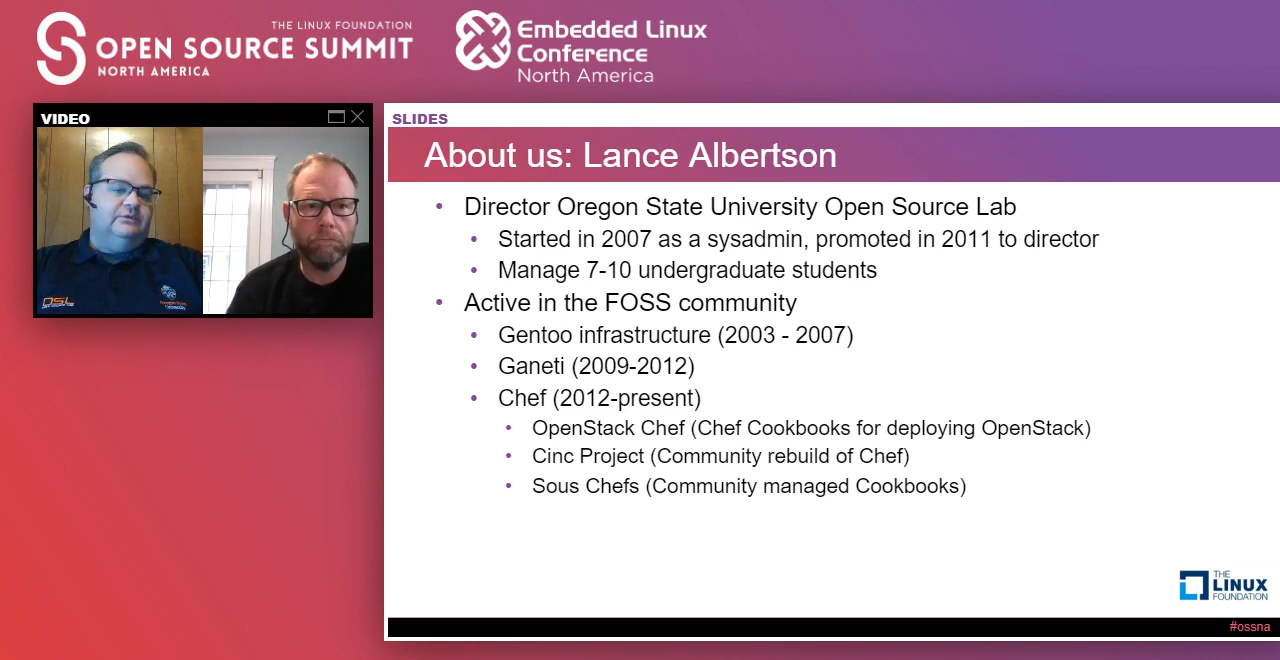 THE LINUX FOUNDATION
OPEN SOURCE SUMMIT
NORTH AMERICA
Embedded Linux
Conference
North America
VIDEO
SLIDES
About us: Lance Albertson
• Director Oregon State University Open Source Lab
• Started in 2007 as a sysadmin, promoted in 2011 to director
• Manage 7-10 undergraduate students
• Active in the FOSS community
• Gentoo infrastructure (2003 - 2007)
• Ganeti (2009-2012)
• Chef (2012-present)
• OpenStack Chef (Chef Cookbooks for deploying OpenStack)
• Cinc Project (Community rebuild of Chef)
• Sous Chefs (Community managed Cookbooks)
OSL
Oregon State
University
THE
LINUX
FOUNDATION
#ossna